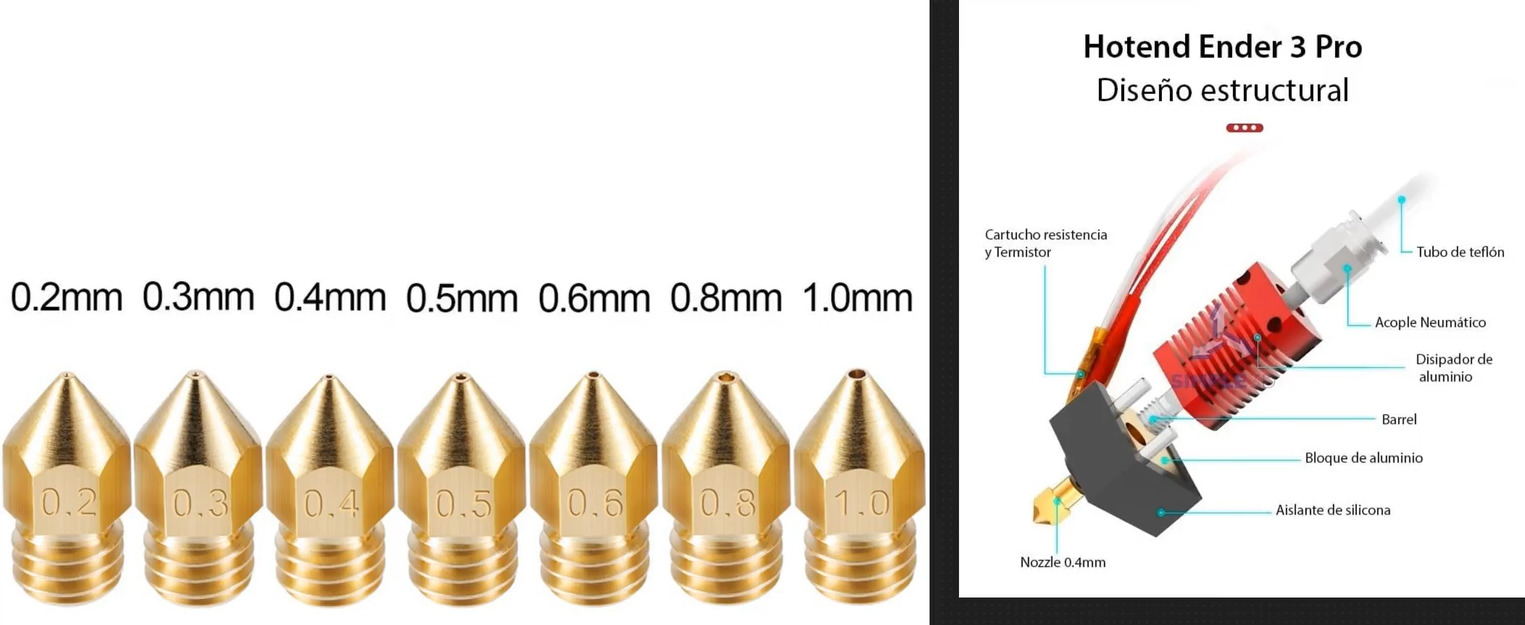 0.2mm 0.3mm 0.4mm 0.5mm 0.6mm 0.8mm 1.0mm
0.2 0.3 0.4 0.5 0.6 0.8 1.0
Hotend Ender 3 Pro
Diseño estructural
Cartucho resistencia
y Termistor
Tubo de teflón
Acople Neumático
Disipador de
aluminio
Barrel
Bloque de aluminio
Aislante de silicona
Nozzle 0.4mm